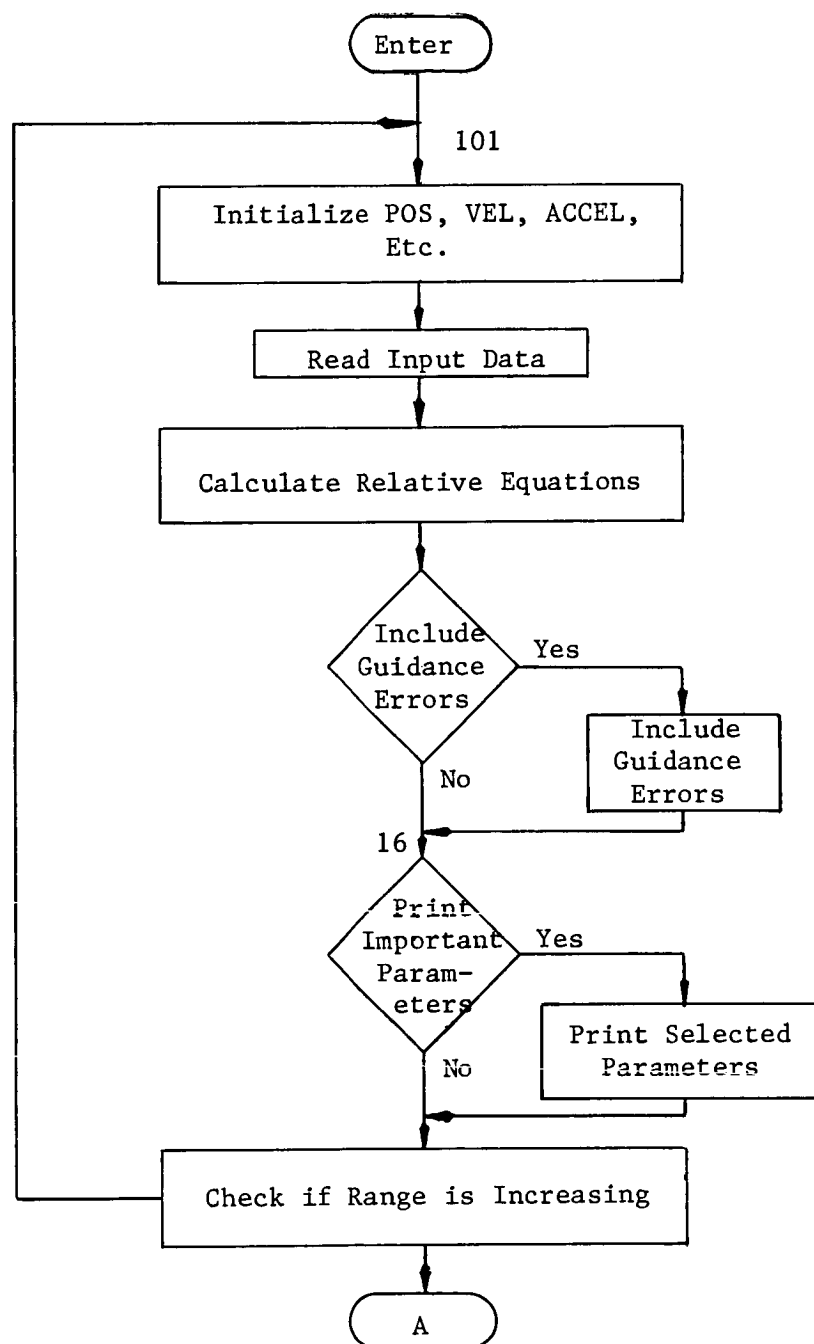 Enter
101
Initialize POS, VEL, ACCEL,
Etc.
Read Input Data
Calculate Relative Equations
Include
Guidance
Errors
Yes
Include
Guidance
Errors
No
16
Print
Important
Param-
eters
Yes
Print Selected
Parameters
No
Check if Range is Increasing
A